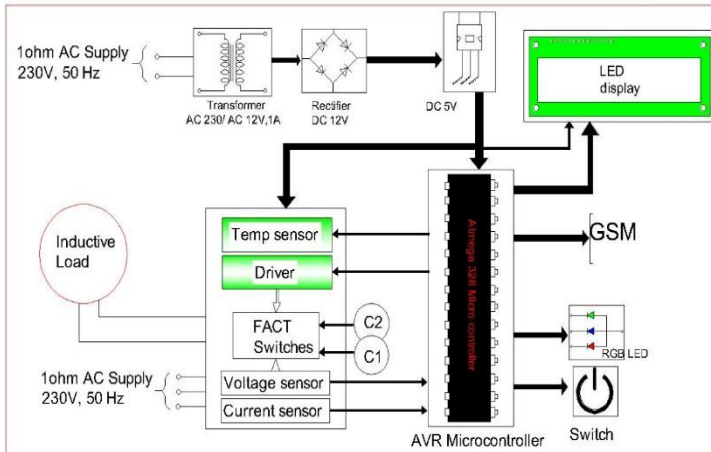 1ohm AC Supply
230V, 50 Hz
Transformer
AC 230/ AC 12V,1A
Rectifier
DC 12V
DC 5V
LED
display
Inductive
Load
Temp sensor
Driver
FACT
Switches
C2
C1
1ohm AC Supply
230V, 50 Hz
Voltage sensor
Current sensor
Atmega 328 Micro controller
AVR Microcontroller
GSM
RGB LED
Switch